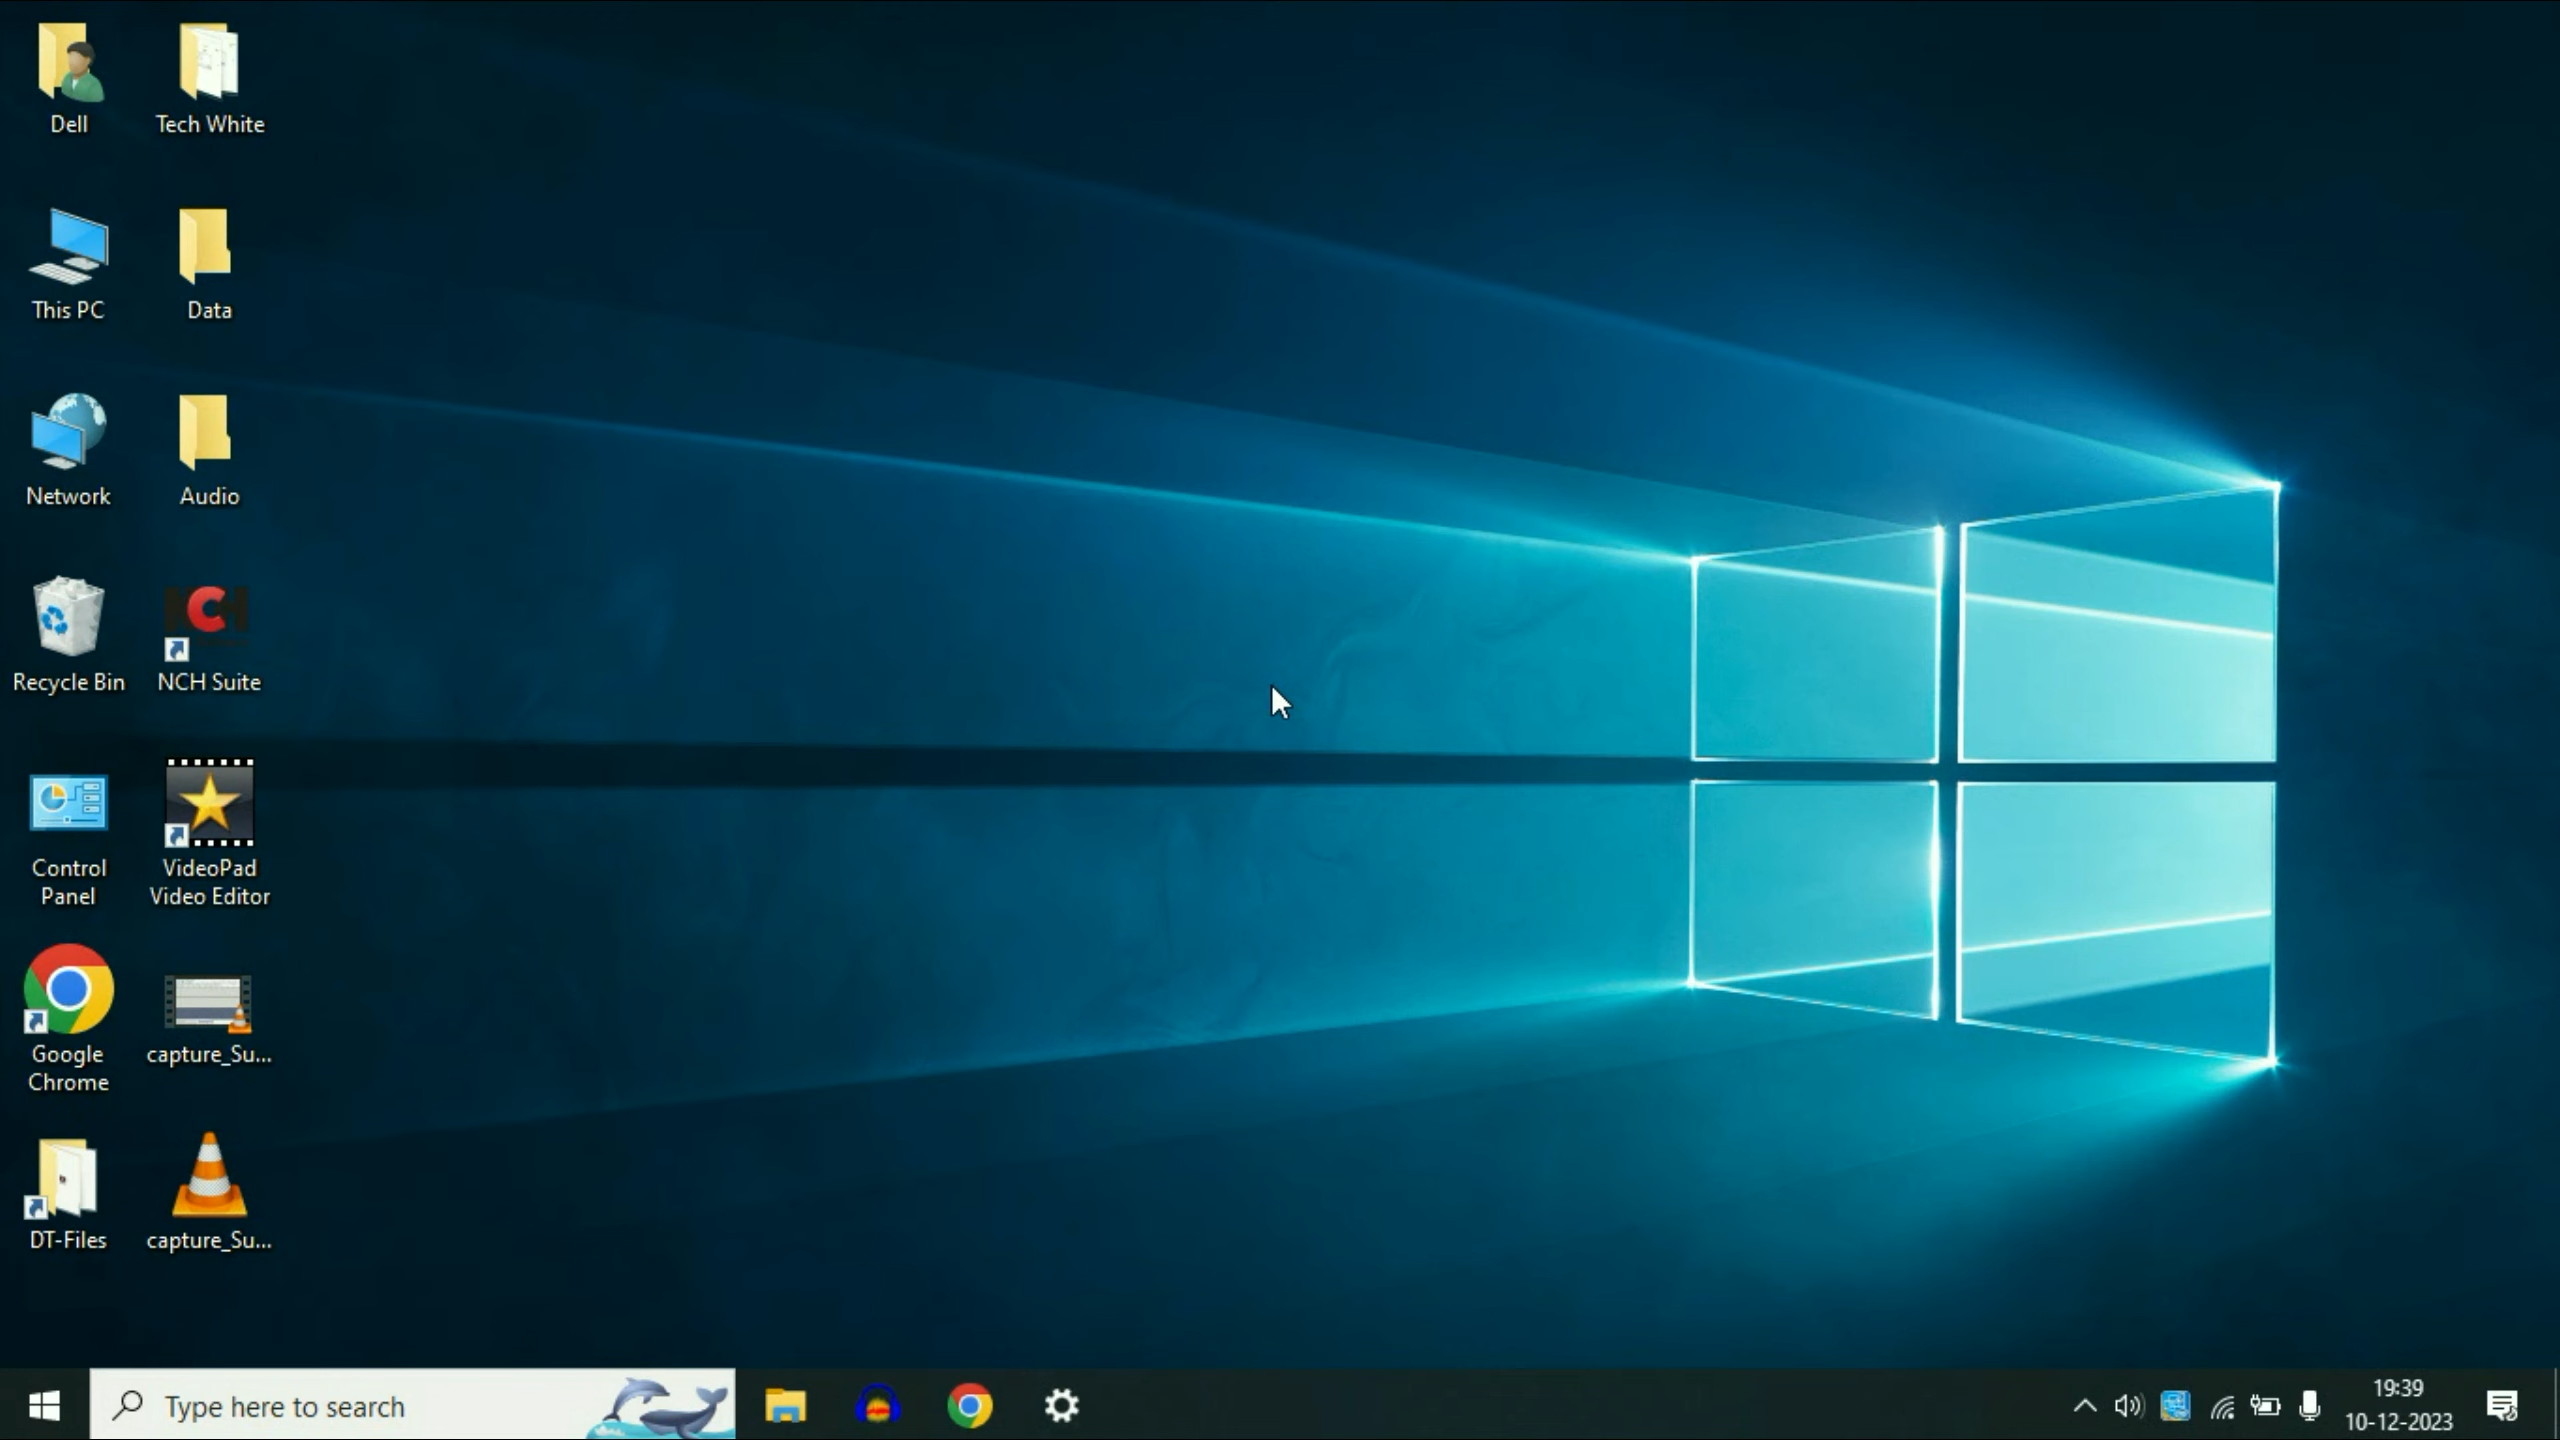 Dell
Tech White
This PC
Data
Network
Audio
Recycle Bin
NCH Suite
Control
Panel
VideoPad
Video Editor
Google
Chrome
capture_Su...
DT-Files
capture_Su...
Type here to search
19:39
10-12-2023